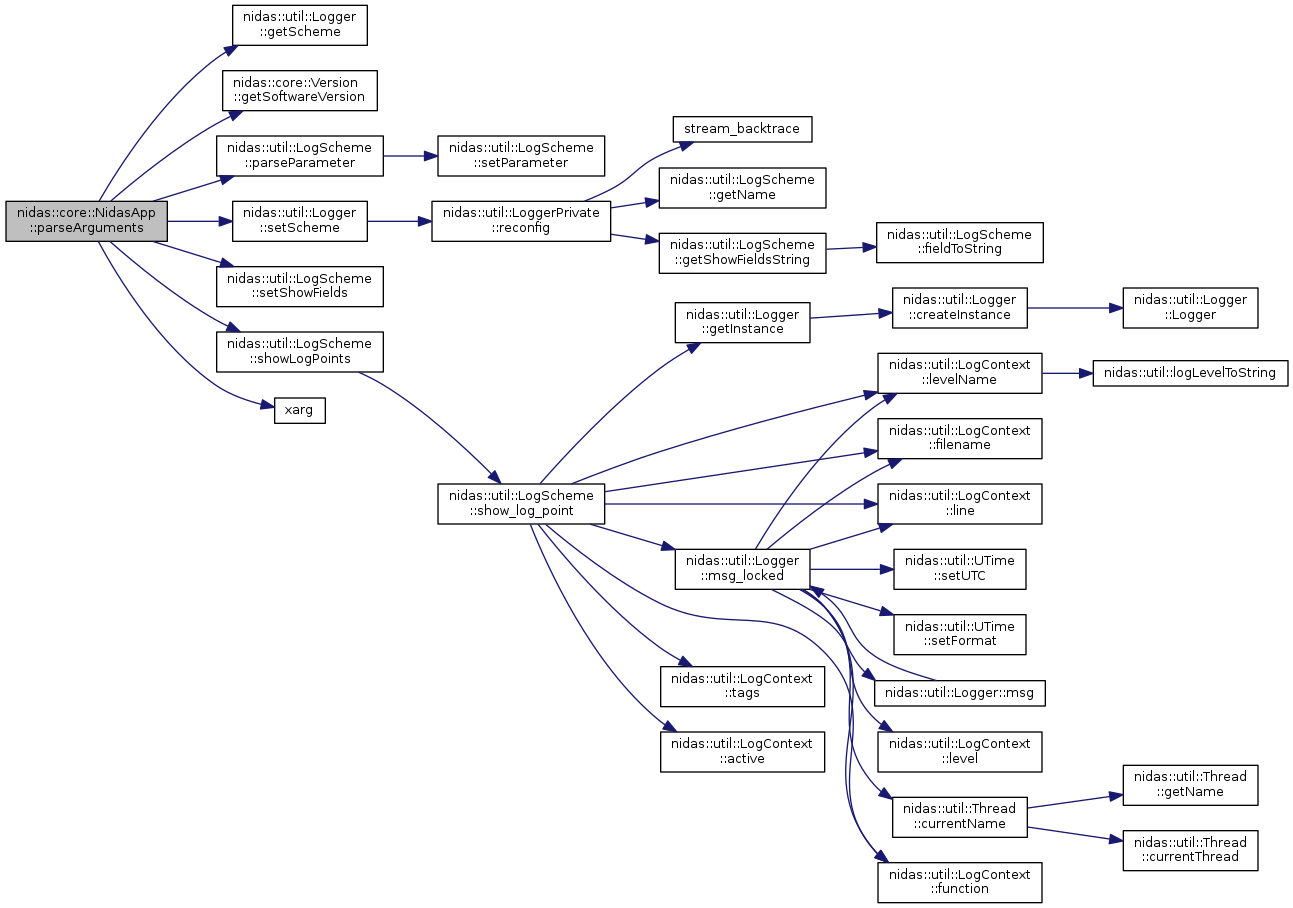 nidas::core::NidasApp
::parseArguments
nidas::util::Logger
::getScheme
nidas::core::Version
::getSoftwareVersion
nidas::util::LogScheme
::parseParameter
nidas::util::LogScheme
::setParameter
nidas::util::Logger
::setScheme
nidas::util::LoggerPrivate
::reconfig
stream_backtrace
nidas::util::LogScheme
::getName
nidas::util::LogScheme
::getShowFieldsString
nidas::util::LogScheme
::fieldToString
nidas::util::LogScheme
::setShowFields
nidas::util::LogScheme
::showLogPoints
xarg
nidas::util::LogScheme
::show_log_point
nidas::util::Logger
::getInstance
nidas::util::Logger
::createInstance
nidas::util::Logger
::Logger
nidas::util::LogContext
::levelName
nidas::util::logLevelToString
nidas::util::LogContext
::filename
nidas::util::LogContext
::line
nidas::util::Logger
::msg_locked
nidas::util::UTime
::setUTC
nidas::util::UTime
::setFormat
nidas::util::Logger::msg
nidas::util::LogContext
::tags
nidas::util::LogContext
::active
nidas::util::LogContext
::level
nidas::util::Thread
::currentName
nidas::util::Thread
::getName
nidas::util::Thread
::currentThread
nidas::util::LogContext
::function